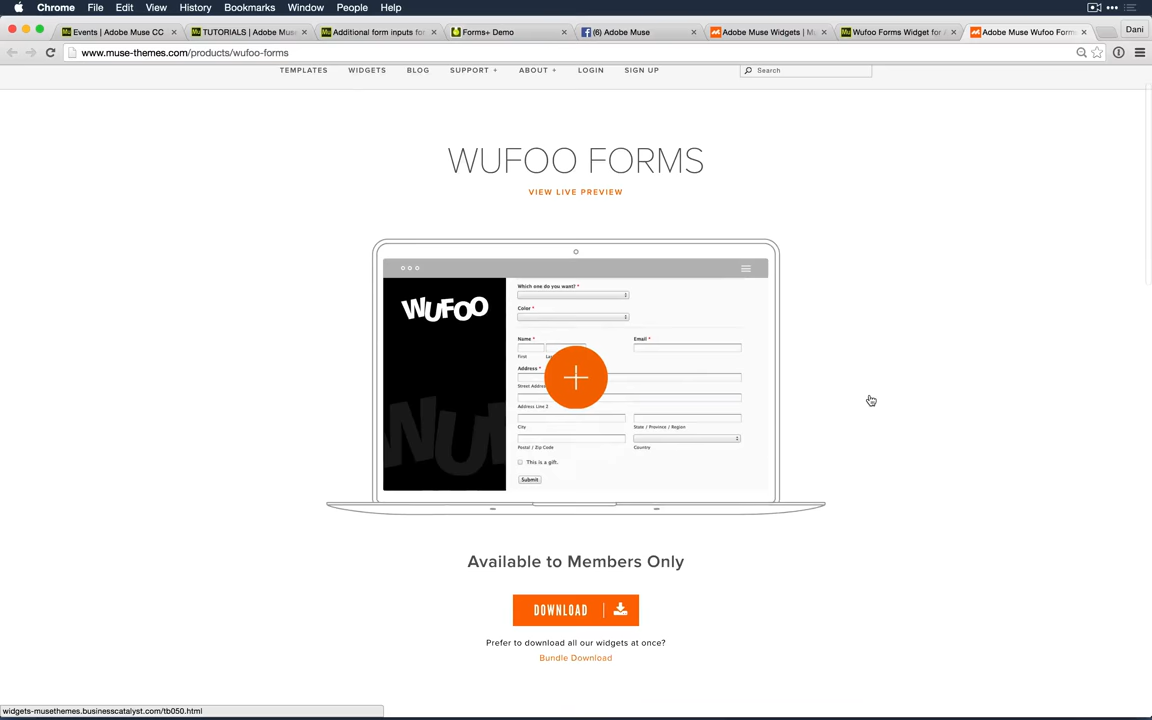 Chrome File Edit View History Bookmarks Window People Help
Events | Adobe Muse CC
TUTORIALS | Adobe Muse
Additional form inputs for
Forms+ Demo
(6) Adobe Muse
Adobe Muse Widgets | Mu
Wufoo Forms Widget for A
Adobe Muse Wufoo Form
Dani
www.muse-themes.com/products/wufoo-forms
TEMPLATES WIDGETS BLOG SUPPORT + ABOUT + LOGIN SIGN UP Search
WUFOO FORMS
VIEW LIVE PREVIEW
WUFOO
Which one do you want? *
Color *
Name * Email *
First
Address *
Street Address
Address Line 2
City State / Province / Region
Postal / Zip Code Country
This is a gift.
Submit
Available to Members Only
DOWNLOAD
Prefer to download all our widgets at once?
Bundle Download
widgets-musethemes.businesscatalyst.com/tb050.html